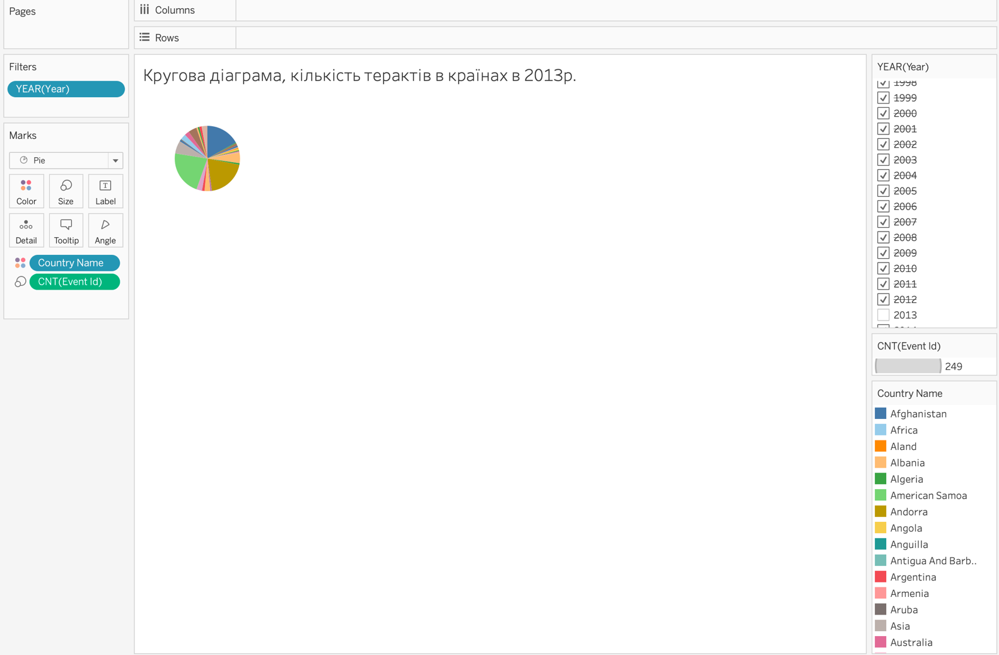 Pages
Columns
Rows
Filters
YEAR(Year)
Marks
Pie
Color
Size
Label
Detail
Tooltip
Angle
Country Name
CNT(Event Id)
Кругова діаграма, кількість терактів в країнах в 2013р.
YEAR(Year)
1998
1999
2000
2001
2002
2003
2004
2005
2006
2007
2008
2009
2010
2011
2012
2013
CNT(Event Id)
249
Country Name
Afghanistan
Africa
Aland
Albania
Algeria
American Samoa
Andorra
Angola
Anguilla
Antigua And Barb..
Argentina
Armenia
Aruba
Asia
Australia